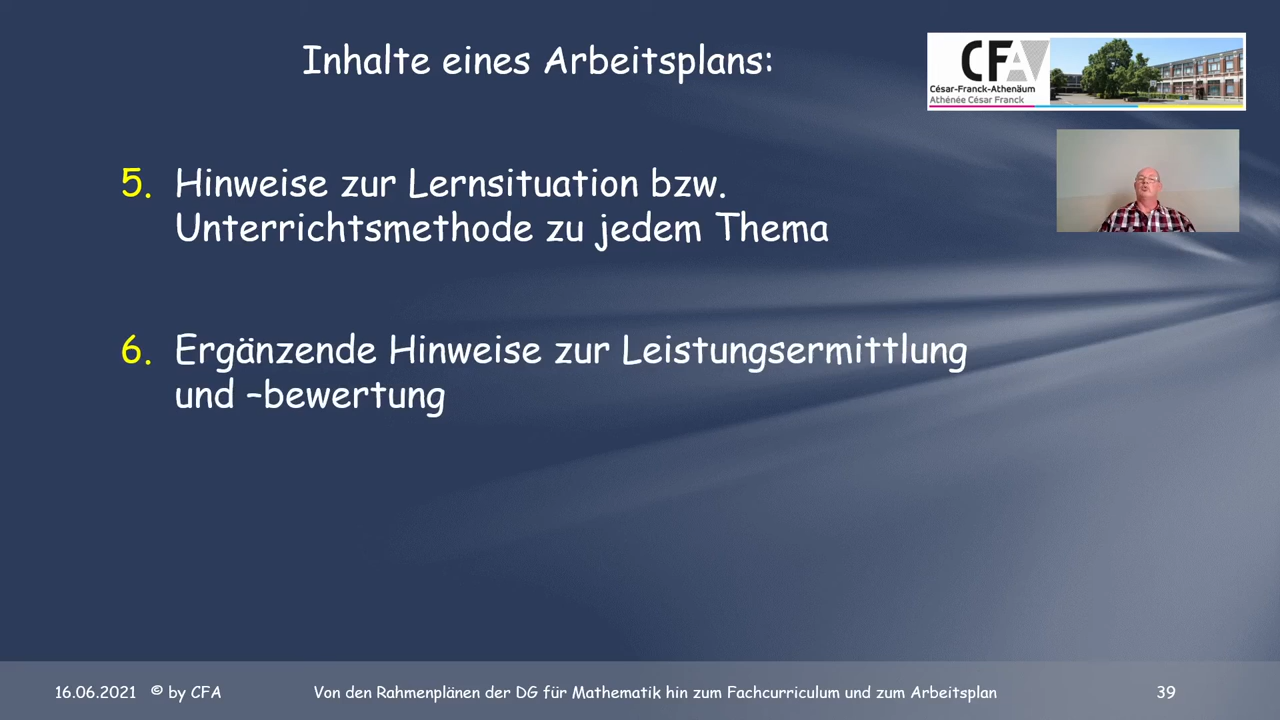 Inhalte eines Arbeitsplans:
CFA
César-Franck-Athenäum
Athénée César Franck
5. Hinweise zur Lernsituation bzw.
Unterrichtsmethode zu jedem Thema
6. Ergänzende Hinweise zur Leistungsermittlung
und –bewertung
16.06.2021 © by CFA Von den Rahmenplänen der DG für Mathematik hin zum Fachcurriculum und zum Arbeitsplan 39